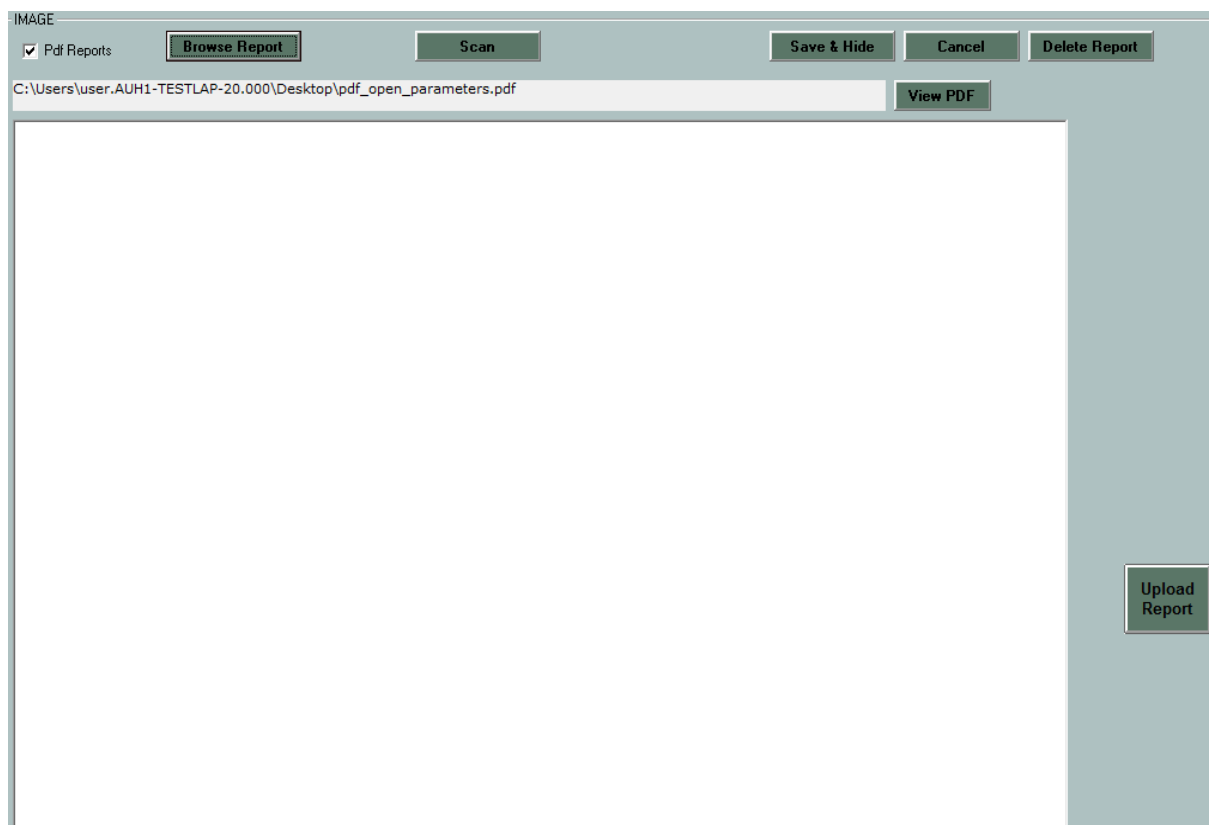 IMAGE
Pdf Reports
Browse Report
Scan
Save & Hide
Cancel
Delete Report
C:\Users\user.AUH1-TESTLAP-20.000\Desktop\pdf_open_parameters.pdf
View PDF
Upload
Report